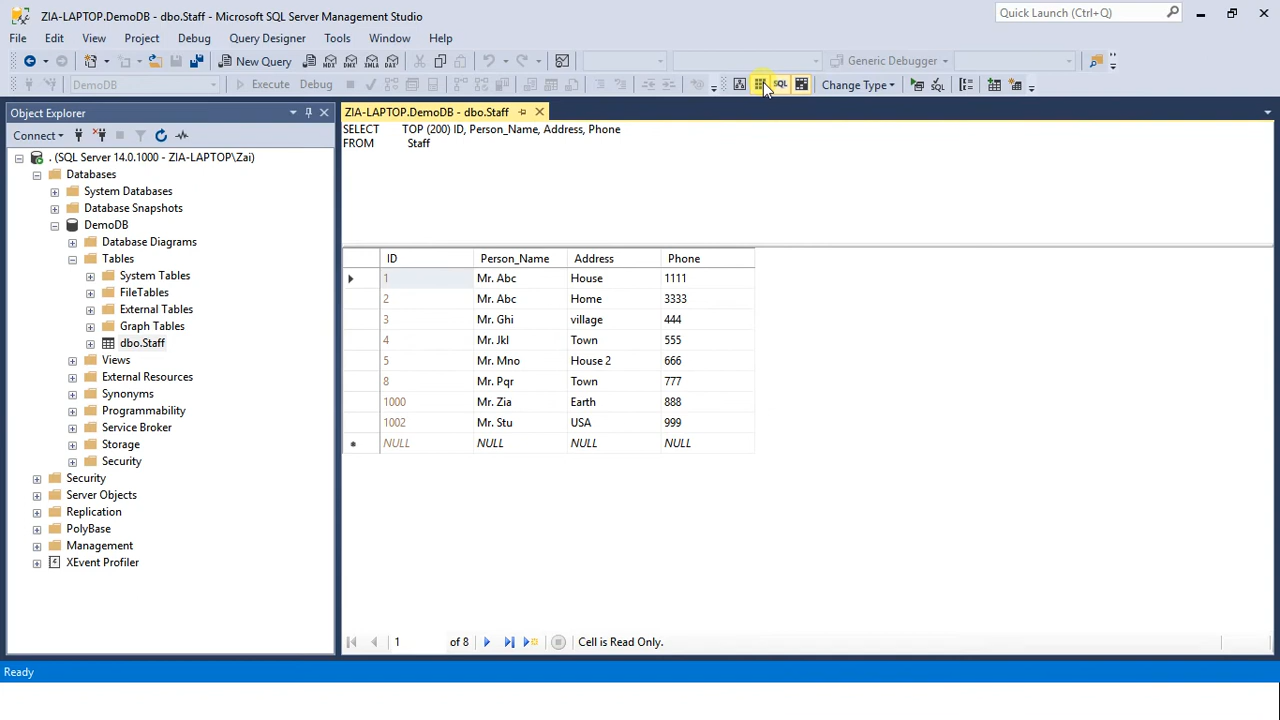 ZIA-LAPTOP.DemoDB - dbo.Staff - Microsoft SQL Server Management Studio
Quick Launch (Ctrl+Q)
File Edit View Project Debug Query Designer Tools Window Help
New Query MDX DMX XMLA DAX Generic Debugger
DemoDB Execute Debug SQL Change Type
Object Explorer
ZIA-LAPTOP.DemoDB - dbo.Staff
Connect
SELECT TOP (200) ID, Person_Name, Address, Phone
FROM Staff
. (SQL Server 14.0.1000 - ZIA-LAPTOP\Zai)
Databases
System Databases
Database Snapshots
DemoDB
Database Diagrams
Tables
System Tables
FileTables
External Tables
Graph Tables
dbo.Staff
Views
External Resources
Synonyms
Programmability
Service Broker
Storage
Security
Security
Server Objects
Replication
PolyBase
Management
XEvent Profiler
ID Person_Name Address Phone
1 Mr. Abc House 1111
2 Mr. Abc Home 3333
3 Mr. Ghi village 444
4 Mr. Jkl Town 555
5 Mr. Mno House 2 666
8 Mr. Pqr Town 777
1000 Mr. Zia Earth 888
1002 Mr. Stu USA 999
NULL NULL NULL NULL
1 of 8 Cell is Read Only.
Ready